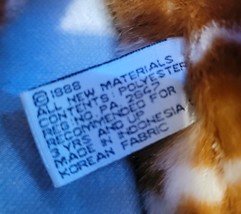 © 1988
ALL NEW MATERIALS
CONTENTS: POLYESTER
REG NO. PA. 2647
RECOMMENDED FOR
3 YRS AND UP
MADE IN INDONESIA
KOREAN FABRIC